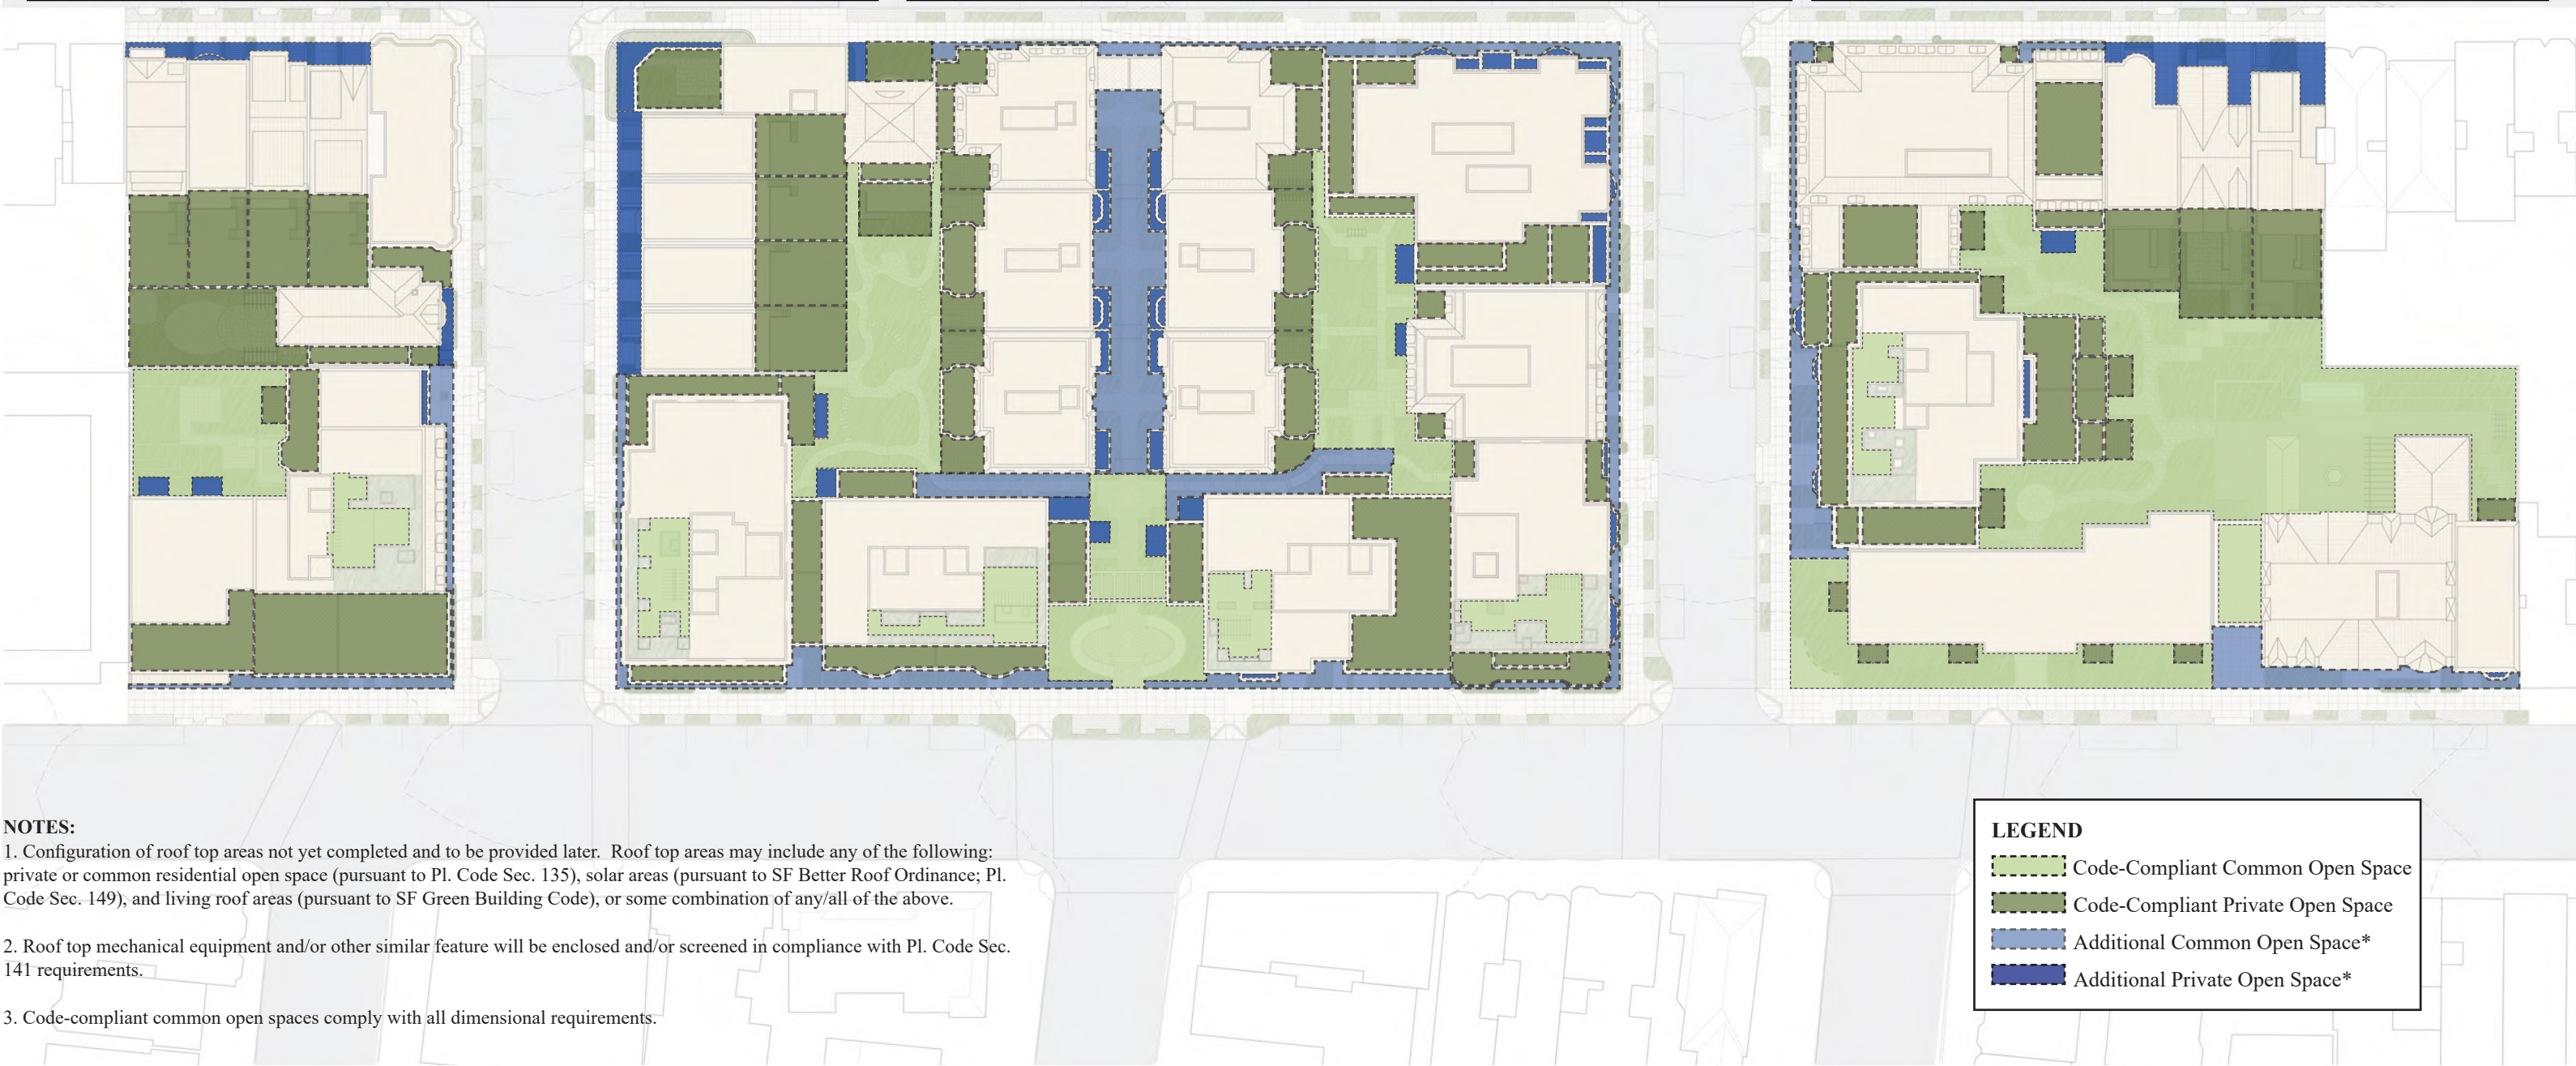 NOTES:
1. Configuration of roof top areas not yet completed and to be provided later.  Roof top areas may include any of the following:
private or common residential open space (pursuant to Pl. Code Sec. 135), solar areas (pursuant to SF Better Roof Ordinance; Pl.
Code Sec. 149), and living roof areas (pursuant to SF Green Building Code), or some combination of any/all of the above.
2. Roof top mechanical equipment and/or other similar feature will be enclosed and/or screened in compliance with Pl. Code Sec.
141 requirements.
3. Code-compliant common open spaces comply with all dimensional requirements.
LEGEND
Code-Compliant Common Open Space
Code-Compliant Private Open Space
Additional Common Open Space*
Additional Private Open Space*